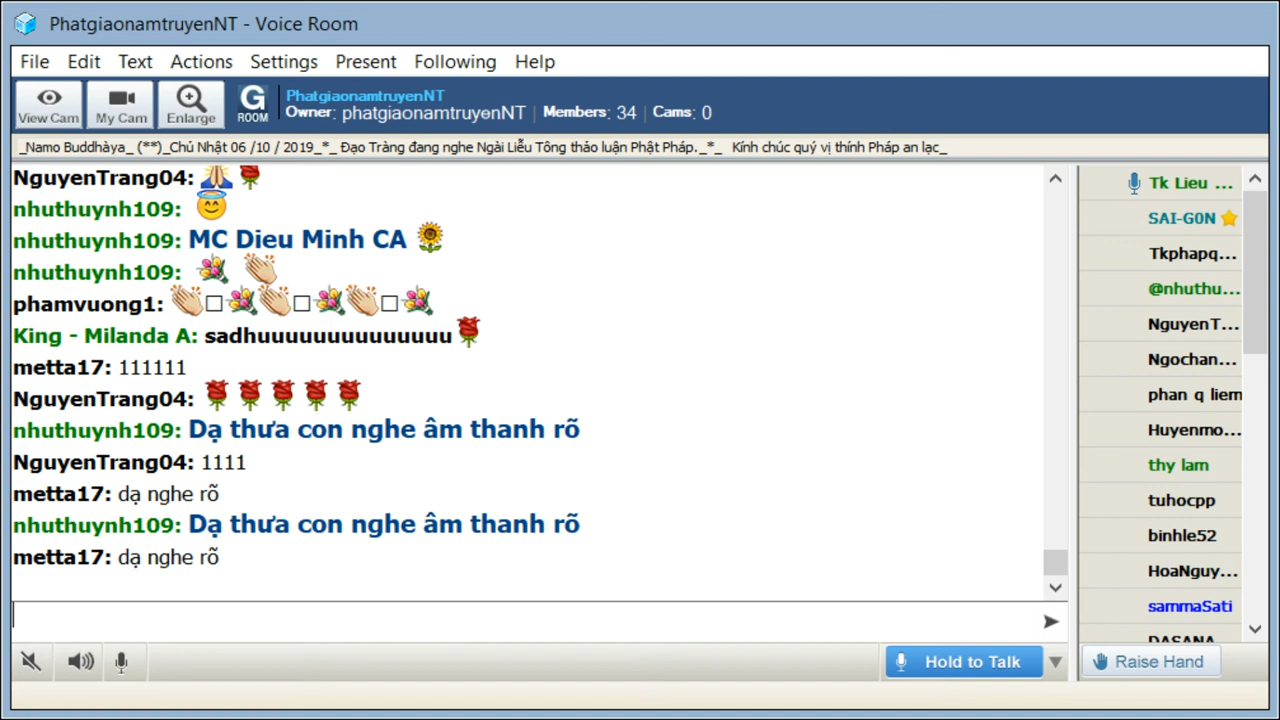 PhatgiaonamtruyenNT - Voice Room
File Edit Text Actions Settings Present Following Help
View Cam My Cam Enlarge G ROOM PhatgiaonamtruyenNT
Owner: phatgiaonamtruyenNT | Members: 34 | Cams: 0
_Namo Buddhàya_ (**)_Chủ Nhật 06 /10 / 2019_*_ Đạo Tràng đang nghe Ngài Liễu Tông thảo luận Phật Pháp._*_ Kính chúc quý vị thính Pháp an lạc_
NguyenTrang04: 🙏🌹
nhuthuynh109: 😇
nhuthuynh109: MC Dieu Minh CA 🌻
nhuthuynh109: 💐 👏
phamvuong1: 👏□💐👏□💐👏□💐
King - Milanda A: sadhuuuuuuuuuuuuuuu🌹
metta17: 111111
NguyenTrang04: 🌹🌹🌹🌹🌹
nhuthuynh109: Dạ thưa con nghe âm thanh rõ
NguyenTrang04: 1111
metta17: dạ nghe rõ
nhuthuynh109: Dạ thưa con nghe âm thanh rõ
metta17: dạ nghe rõ
Hold to Talk
Tk Lieu ...
SAI-G0N
Tkphapq...
@nhuthu...
NguyenT...
Ngochan...
phan q liem
Huyenmo...
thy lam
tuhocpp
binhle52
HoaNguy...
sammaSati
DASANA
Raise Hand